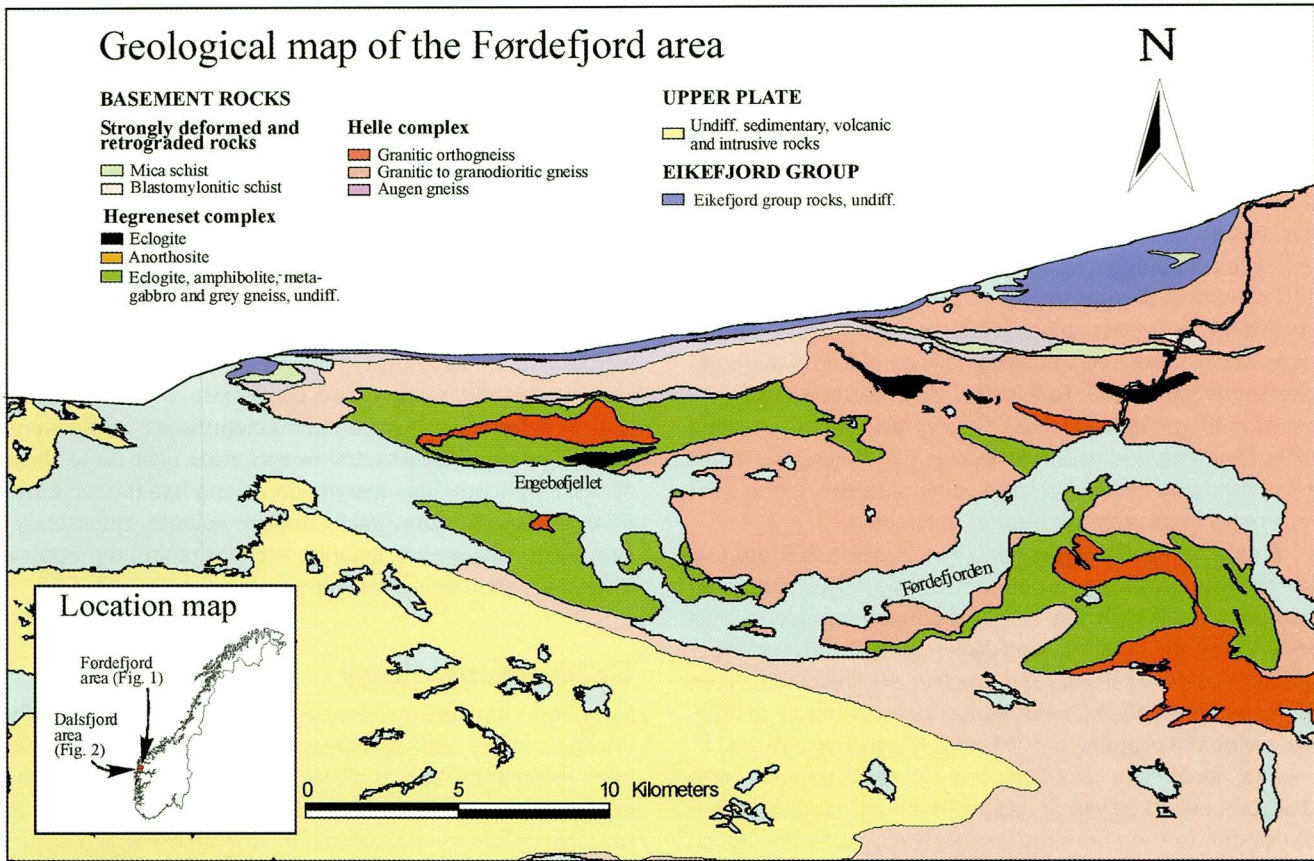 Geological map of the Førdefjord area
N
BASEMENT ROCKS
Strongly deformed and
retrograded rocks
Mica schist
Blastomylonitic schist
Hegreneset complex
Eclogite
Anorthosite
Eclogite, amphibolite, meta-
gabbro and grey gneiss, undiff.
Helle complex
Granitic orthogneiss
Granitic to granodioritic gneiss
Augen gneiss
UPPER PLATE
Undiff. sedimentary, volcanic
and intrusive rocks
EIKEFJORD GROUP
Eikefjord group rocks, undiff.
Engebøfjellet
Førdefjorden
Location map
Førdefjord
area (Fig. 1)
Dalsfjord
area
(Fig. 2)
0 5 10 Kilometers